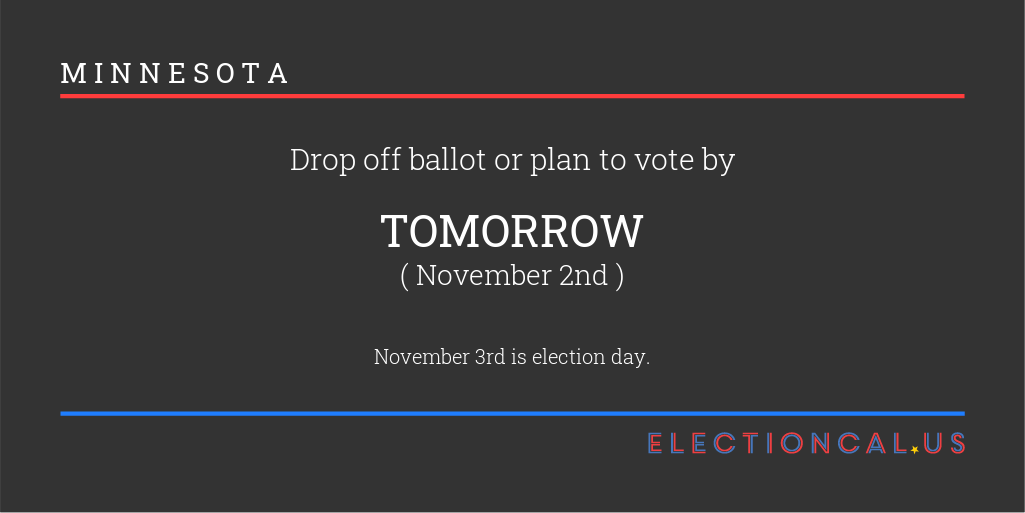 MINNESOTA
Drop off ballot or plan to vote by
TOMORROW
( November 2nd )
November 3rd is election day.
ELECTIONCAL.US